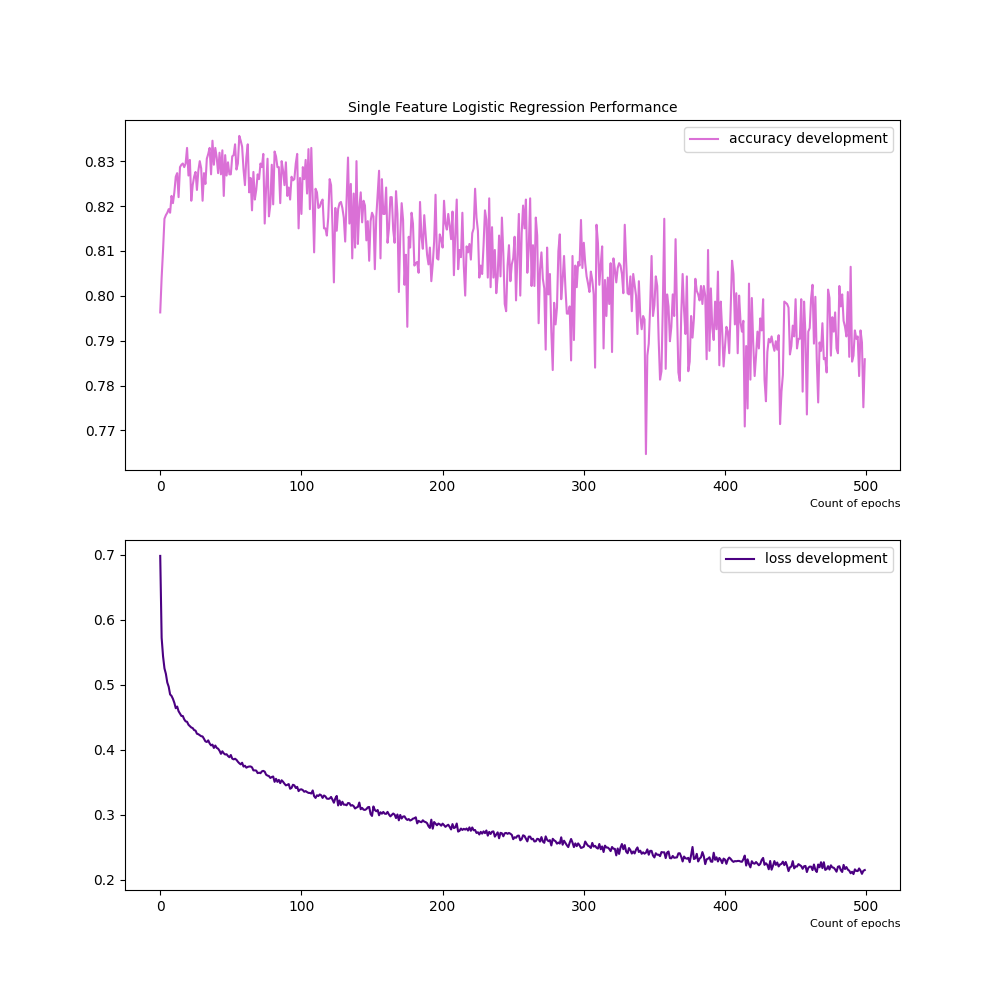 Single Feature Logistic Regression Performance
accuracy development
0.83
0.82
0.81
0.80
0.79
0.78
0.77
0 100 200 300 400 500
Count of epochs
loss development
0.7
0.6
0.5
0.4
0.3
0.2
0 100 200 300 400 500
Count of epochs